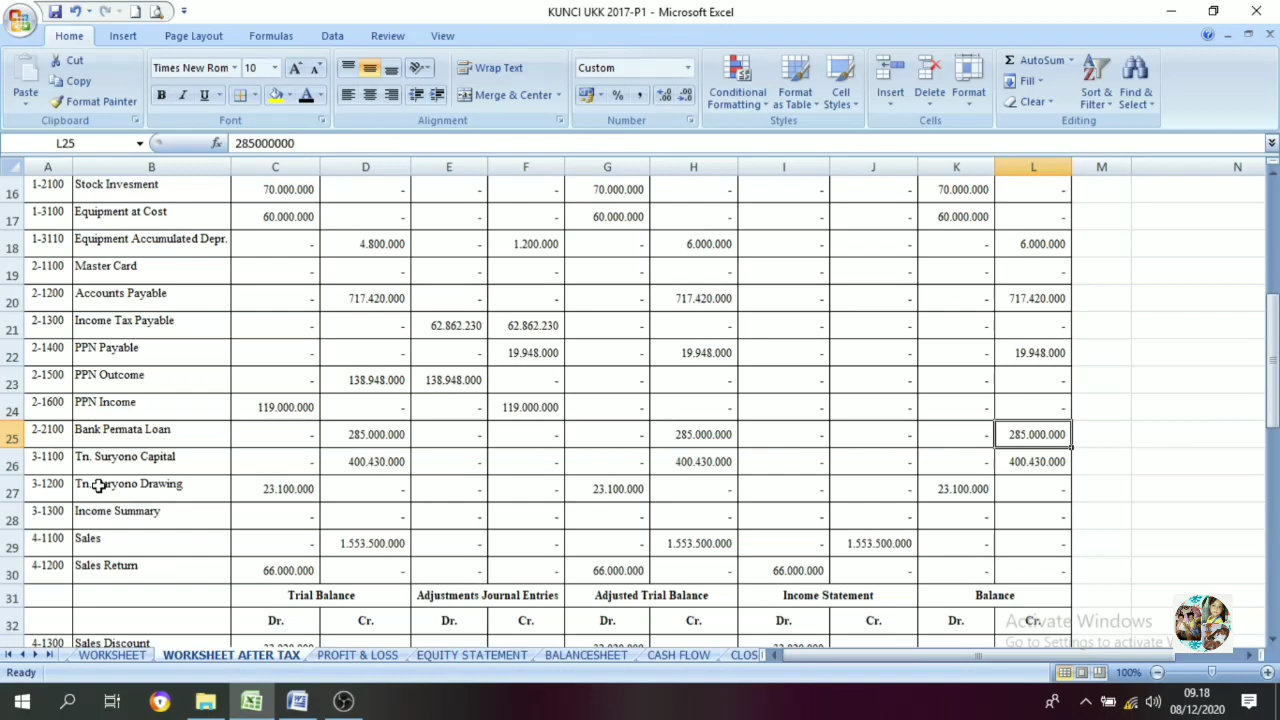 KUNCI UKK 2017-P1 - Microsoft Excel
Home Insert Page Layout Formulas Data Review View
Paste
Cut
Copy
Format Painter
Clipboard
Times New Rom 10
B I U
Font
Wrap Text
Merge & Center
Alignment
Custom
%
Number
Conditional Formatting
Format as Table
Cell Styles
Styles
Insert Delete Format
Cells
AutoSum
Fill
Clear
Sort & Filter
Find & Select
Editing
L25 fx 285000000
A B C D E F G H I J K L M N
16 1-2100 Stock Invesment 70.000.000 - - - 70.000.000 - - - 70.000.000 -
17 1-3100 Equipment at Cost 60.000.000 - - - 60.000.000 - - - 60.000.000 -
18 1-3110 Equipment Accumulated Depr. - 4.800.000 - 1.200.000 - 6.000.000 - - - 6.000.000
19 2-1100 Master Card - - - - - - - - - -
20 2-1200 Accounts Payable - 717.420.000 - - - 717.420.000 - - - 717.420.000
21 2-1300 Income Tax Payable - - 62.862.230 62.862.230 - - - - - -
22 2-1400 PPN Payable - - - 19.948.000 - 19.948.000 - - - 19.948.000
23 2-1500 PPN Outcome - 138.948.000 138.948.000 - - - - - - -
24 2-1600 PPN Income 119.000.000 - - 119.000.000 - - - - - -
25 2-2100 Bank Permata Loan - 285.000.000 - - - 285.000.000 - - - 285.000.000
26 3-1100 Tn. Suryono Capital - 400.430.000 - - - 400.430.000 - - - 400.430.000
27 3-1200 Tn. Suryono Drawing 23.100.000 - - - 23.100.000 - - - 23.100.000 -
28 3-1300 Income Summary - - - - - - - - - -
29 4-1100 Sales - 1.553.500.000 - - - 1.553.500.000 - 1.553.500.000 - -
30 4-1200 Sales Return 66.000.000 - - - 66.000.000 - 66.000.000 - - -
31 Trial Balance Adjustments Journal Entries Adjusted Trial Balance Income Statement Balance
32 Dr. Cr. Dr. Cr. Dr. Cr. Dr. Cr. Dr. Cr.
4-1300 Sales Discount
Activate Windows
Go to Settings to activate W
WORKSHEET WORKSHEET AFTER TAX PROFIT & LOSS EQUITY STATEMENT BALANCESHEET CASH FLOW CLOS
Ready 100%
09.18
08/12/2020